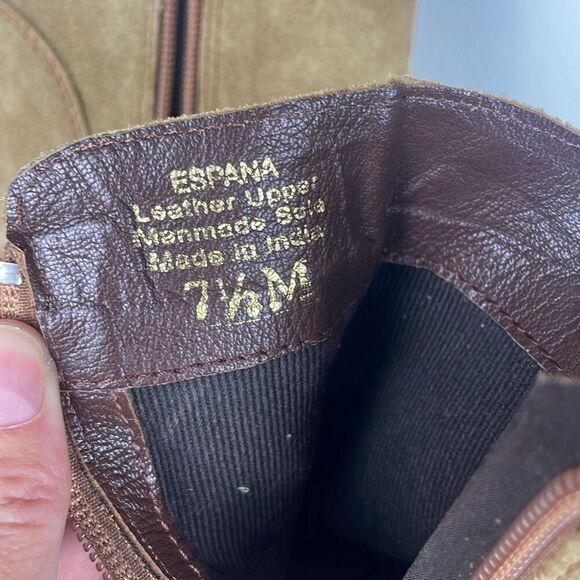 ESPANA
Leather Upper
Manmade Sole
Made in India
7½M